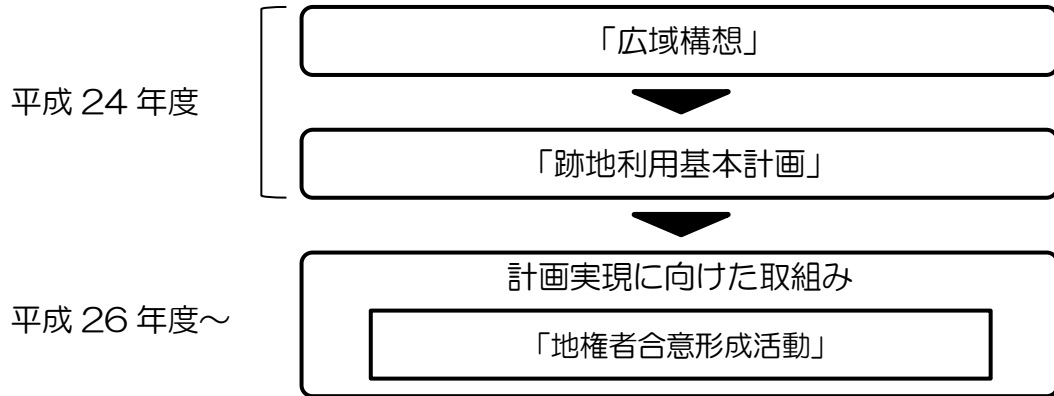 「広域構想」
平成 24 年度
「跡地利用基本計画」
計画実現に向けた取組み
平成 26 年度～
「地権者合意形成活動」